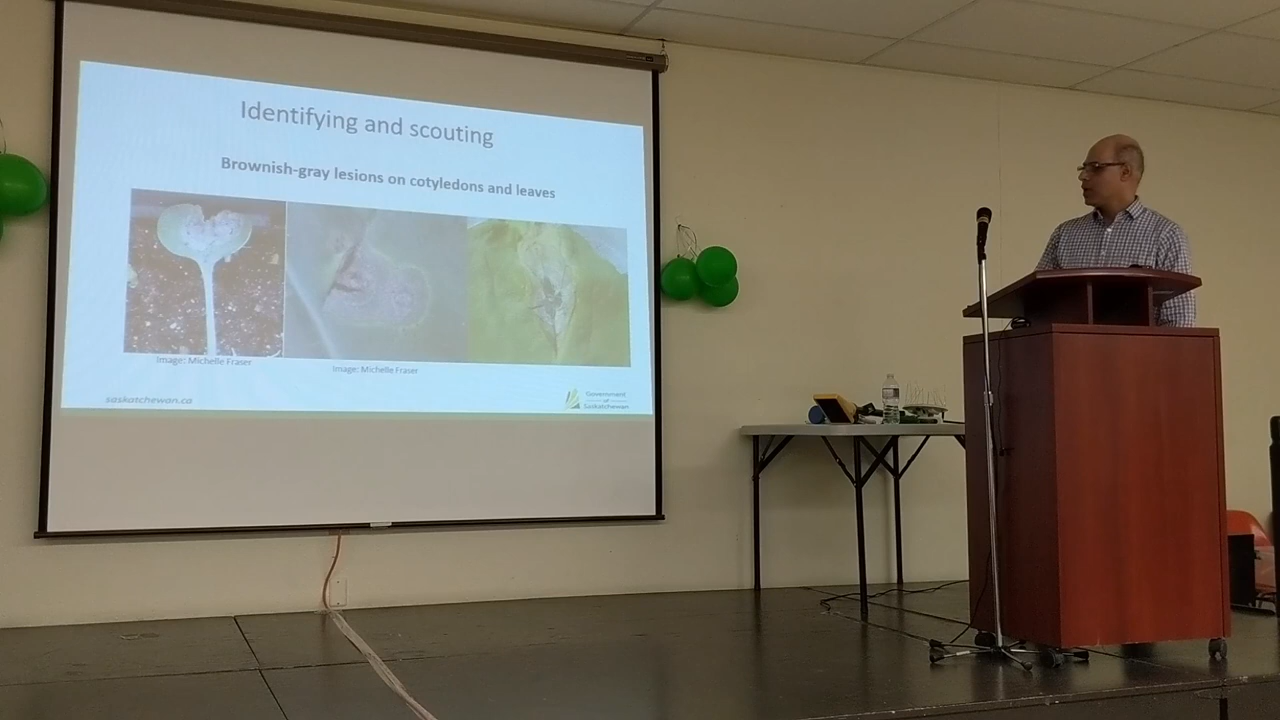 Identifying and scouting
Brownish-gray lesions on cotyledons and leaves
Image: Michelle Fraser
Image: Michelle Fraser
saskatchewan.ca
Government
of
Saskatchewan